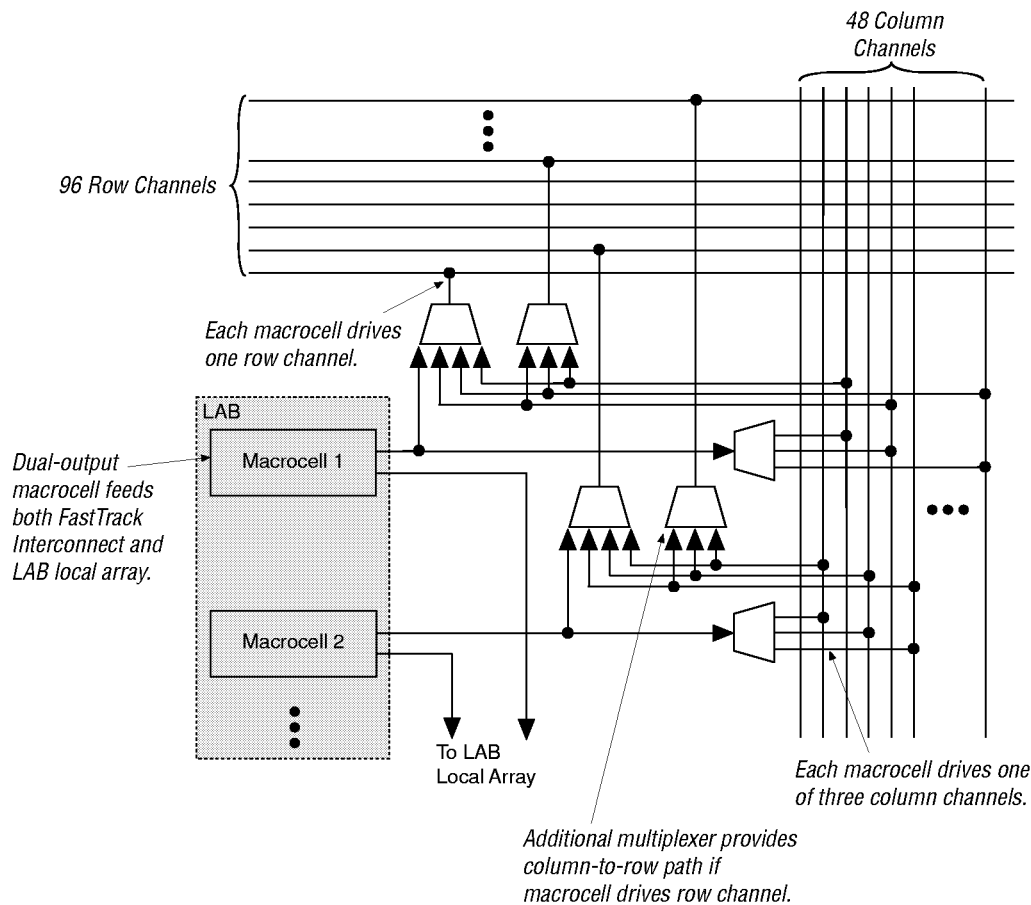 48 Column
Channels
96 Row Channels
Each macrocell drives
one row channel.
LAB
Macrocell 1
Dual-output
macrocell feeds
both FastTrack
Interconnect and
LAB local array.
Macrocell 2
To LAB
Local Array
Each macrocell drives one
of three column channels.
Additional multiplexer provides
column-to-row path if
macrocell drives row channel.